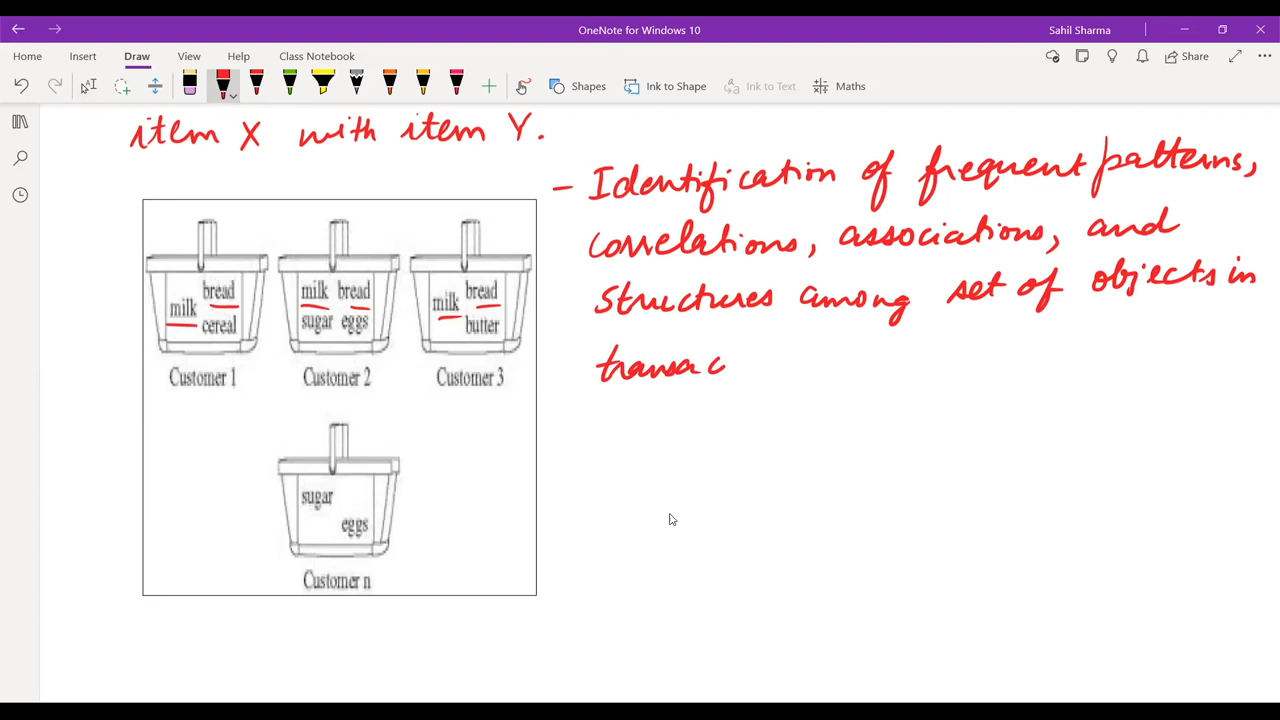 OneNote for Windows 10
Sahil Sharma
Home Insert Draw View Help Class Notebook
Share
Shapes
Ink to Shape
Ink to Text
Maths
item X with item Y.
- Identification of frequent patterns,
correlations, associations, and
structures among set of objects in
transac
milk bread cereal
Customer 1
milk bread
sugar eggs
Customer 2
milk bread butter
Customer 3
sugar
eggs
Customer n